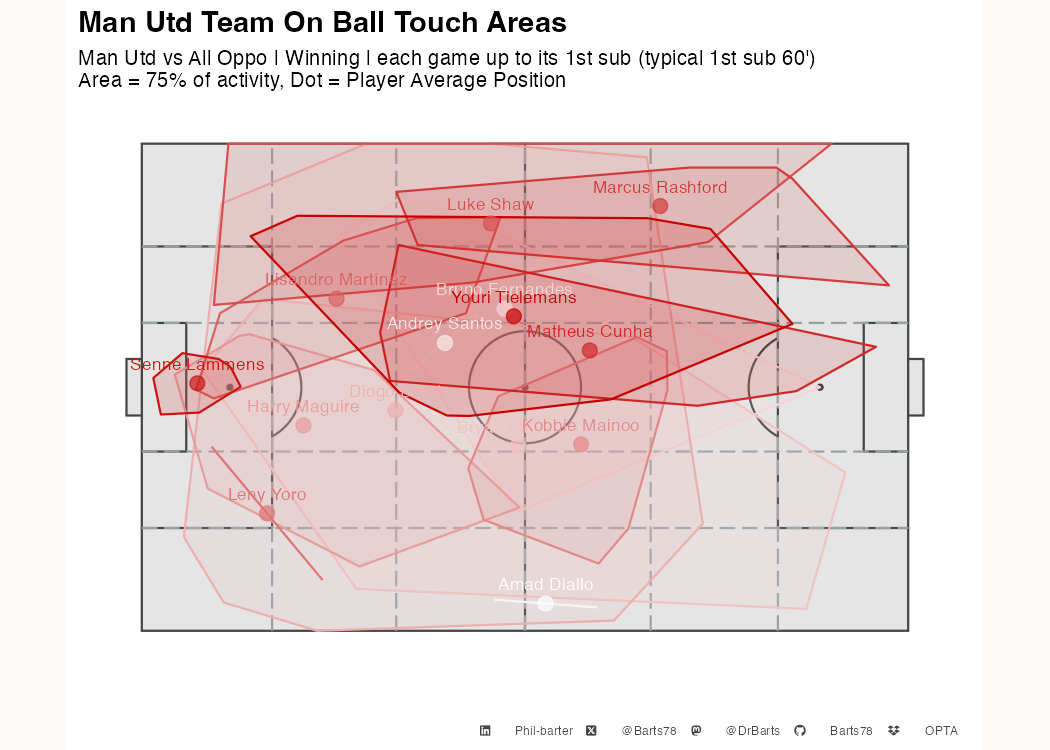 Man Utd Team On Ball Touch Areas
Man Utd vs All Oppo | Winning | each game up to its 1st sub (typical 1st sub 60')
Area = 75% of activity, Dot = Player Average Position
Marcus Rashford
Luke Shaw
Lisandro Martinez
Bruno Fernandes
Youri Tielemans
Andrey Santos
Matheus Cunha
Senne Lammens
Diogo
Harry Maguire
Kobbie Mainoo
Leny Yoro
Amad Diallo
Phil-barter @Barts78 @DrBarts Barts78 OPTA